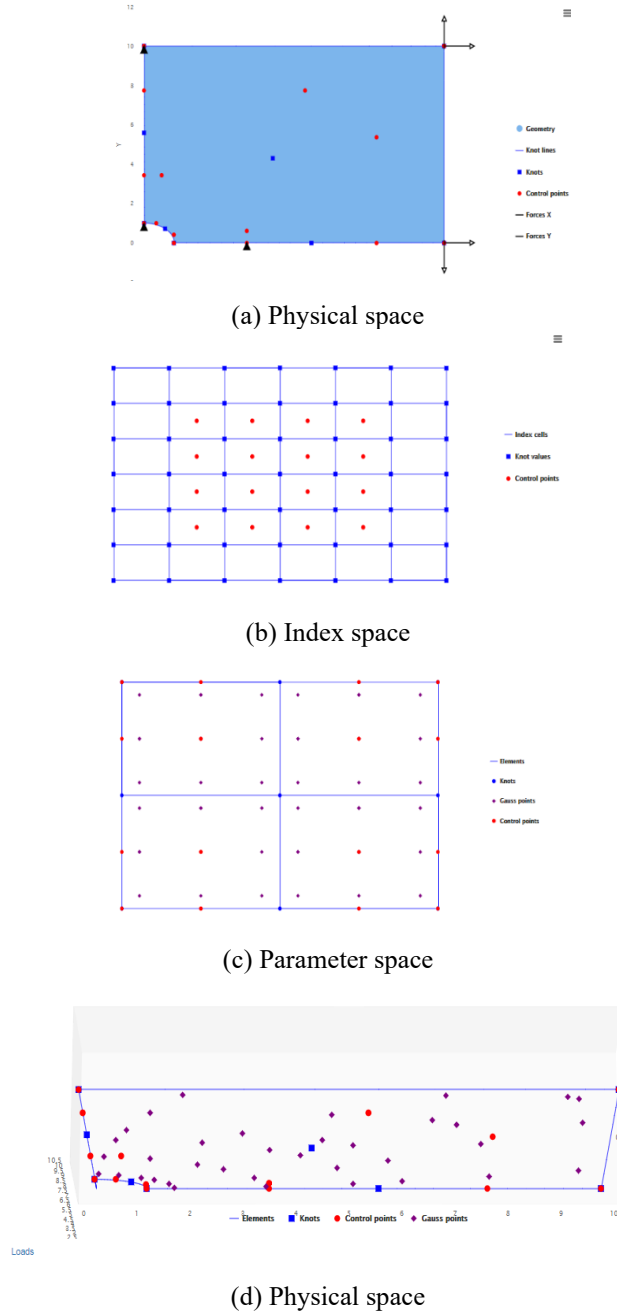 12
10
8
6
4
2
0
Y
Geometry
Knot lines
Knots
Control points
Forces X
Forces Y
(a) Physical space
Index cells
Knot values
Control points
(b) Index space
Elements
Knots
Gauss points
Control points
(c) Parameter space
0 1 2 3 4 5 6 7 8 9 10
Elements Knots Control points Gauss points
Loads
(d) Physical space